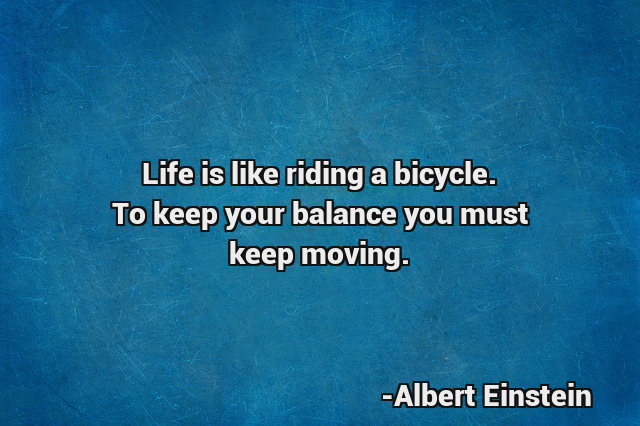 Life is like riding a bicycle.
To keep your balance you must
keep moving.
-Albert Einstein